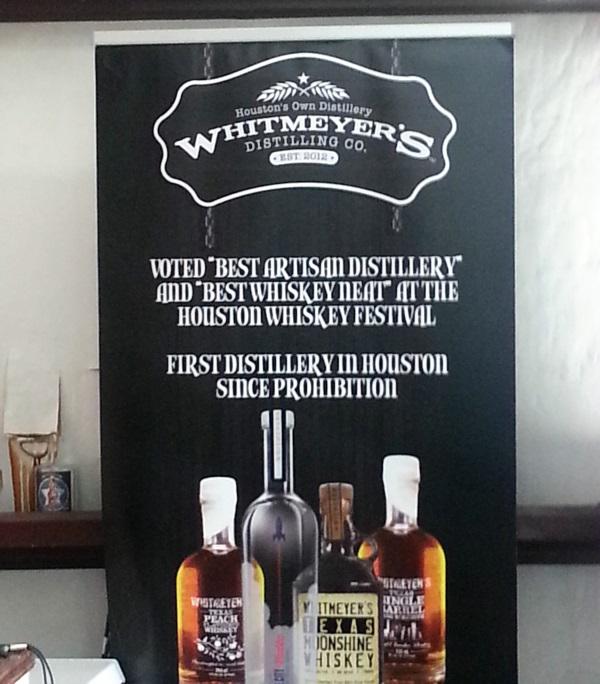 Houston's Own Distillery
WHITMEYER'S
DISTILLING CO.
• EST. 2012 •
VOTED "BEST ARTISAN DISTILLERY"
AND "BEST WHISKEY NEAT" AT THE
HOUSTON WHISKEY FESTIVAL
FIRST DISTILLERY IN HOUSTON
SINCE PROHIBITION
WHITMEYER'S
TEXAS
PEACH
WHISKEY
WHITMEYER'S
TEXAS
MOONSHINE
WHISKEY
WHITMEYER'S
TEXAS
SINGLE
BARREL